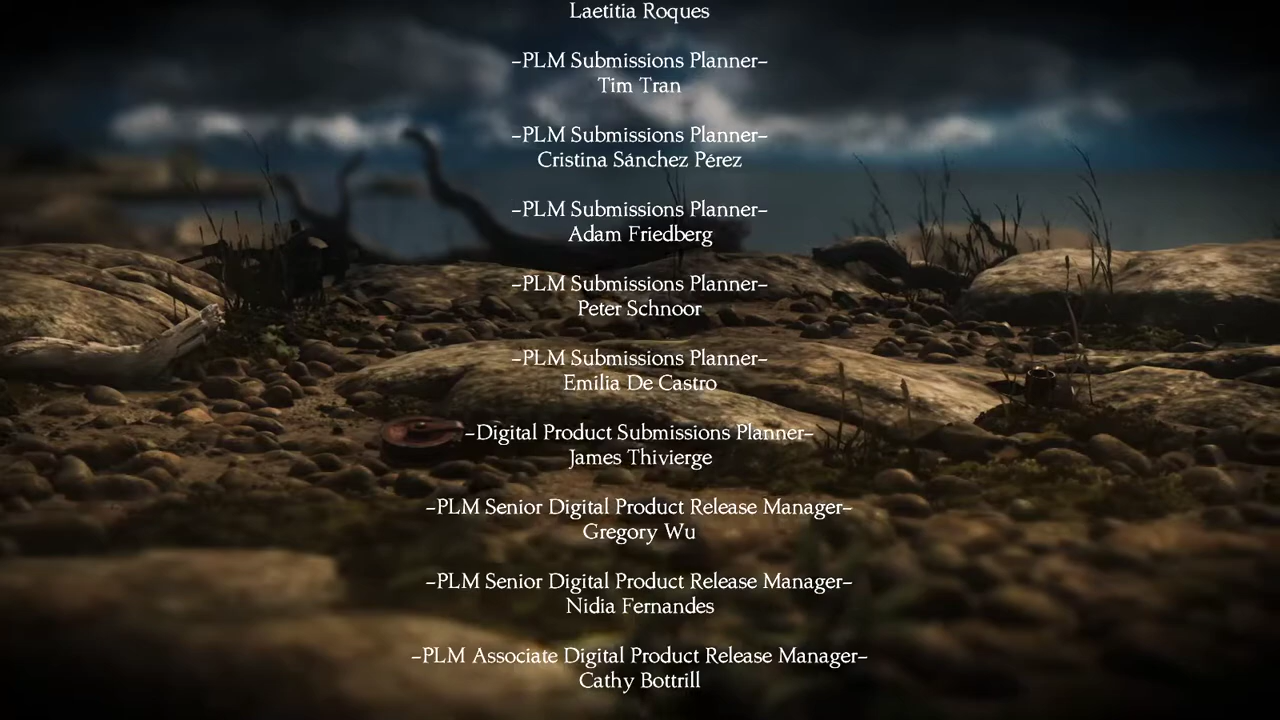 Laetitia Roques
-PLM Submissions Planner-
Tim Tran
-PLM Submissions Planner-
Cristina Sánchez Pérez
-PLM Submissions Planner-
Adam Friedberg
-PLM Submissions Planner-
Peter Schnoor
-PLM Submissions Planner-
Emilia De Castro
-Digital Product Submissions Planner-
James Thivierge
-PLM Senior Digital Product Release Manager-
Gregory Wu
-PLM Senior Digital Product Release Manager-
Nidia Fernandes
-PLM Associate Digital Product Release Manager-
Cathy Bottrill